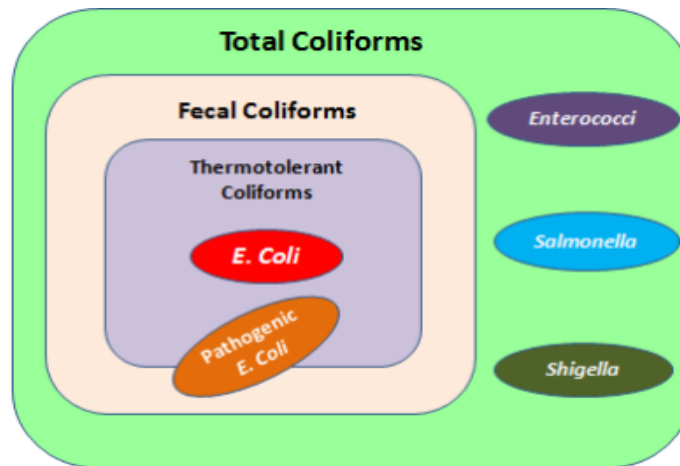 Total Coliforms
Fecal Coliforms
Enterococci
Thermotolerant
Coliforms
E. Coli
Salmonella
Pathogenic
E. Coli
Shigella